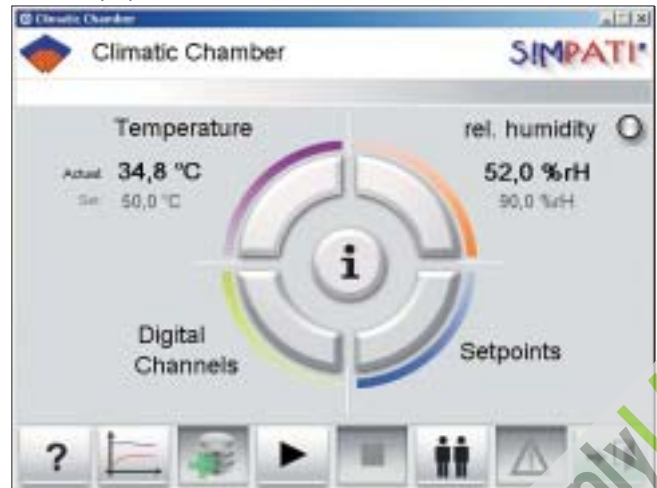 Climatic Chamber
Climatic Chamber
SIMPATI*
Temperature
rel. humidity
Actual 34,8 °C
52,0 %rH
Set 50,0 °C
90,0 %rH
i
Digital
Channels
Setpoints
?